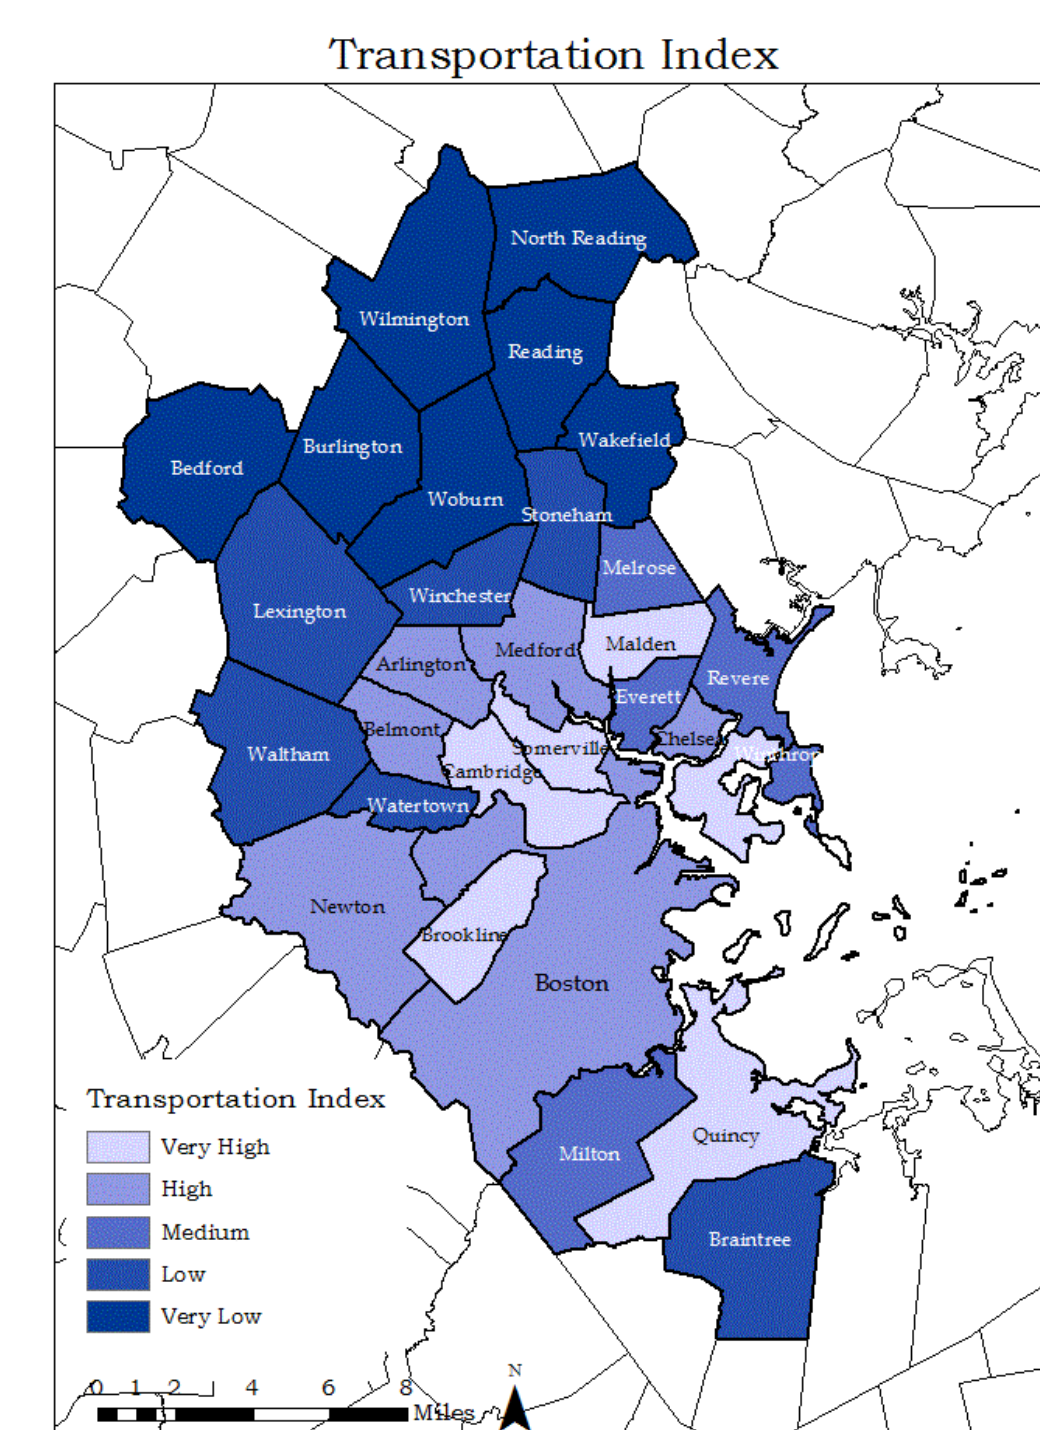 Transportation Index
North Reading
Wilmington
Reading
Wakefield
Burlington
Bedford
Woburn
Stoneham
Melrose
Winchester
Lexington
Medford
Malden
Arlington
Revere
Everett
Belmont
Chelsea
Somerville
Winthrop
Waltham
Cambridge
Watertown
Newton
Brookline
Boston
Quincy
Milton
Braintree
Transportation Index
Very High
High
Medium
Low
Very Low
0 1 2 4 6 8
Miles
N